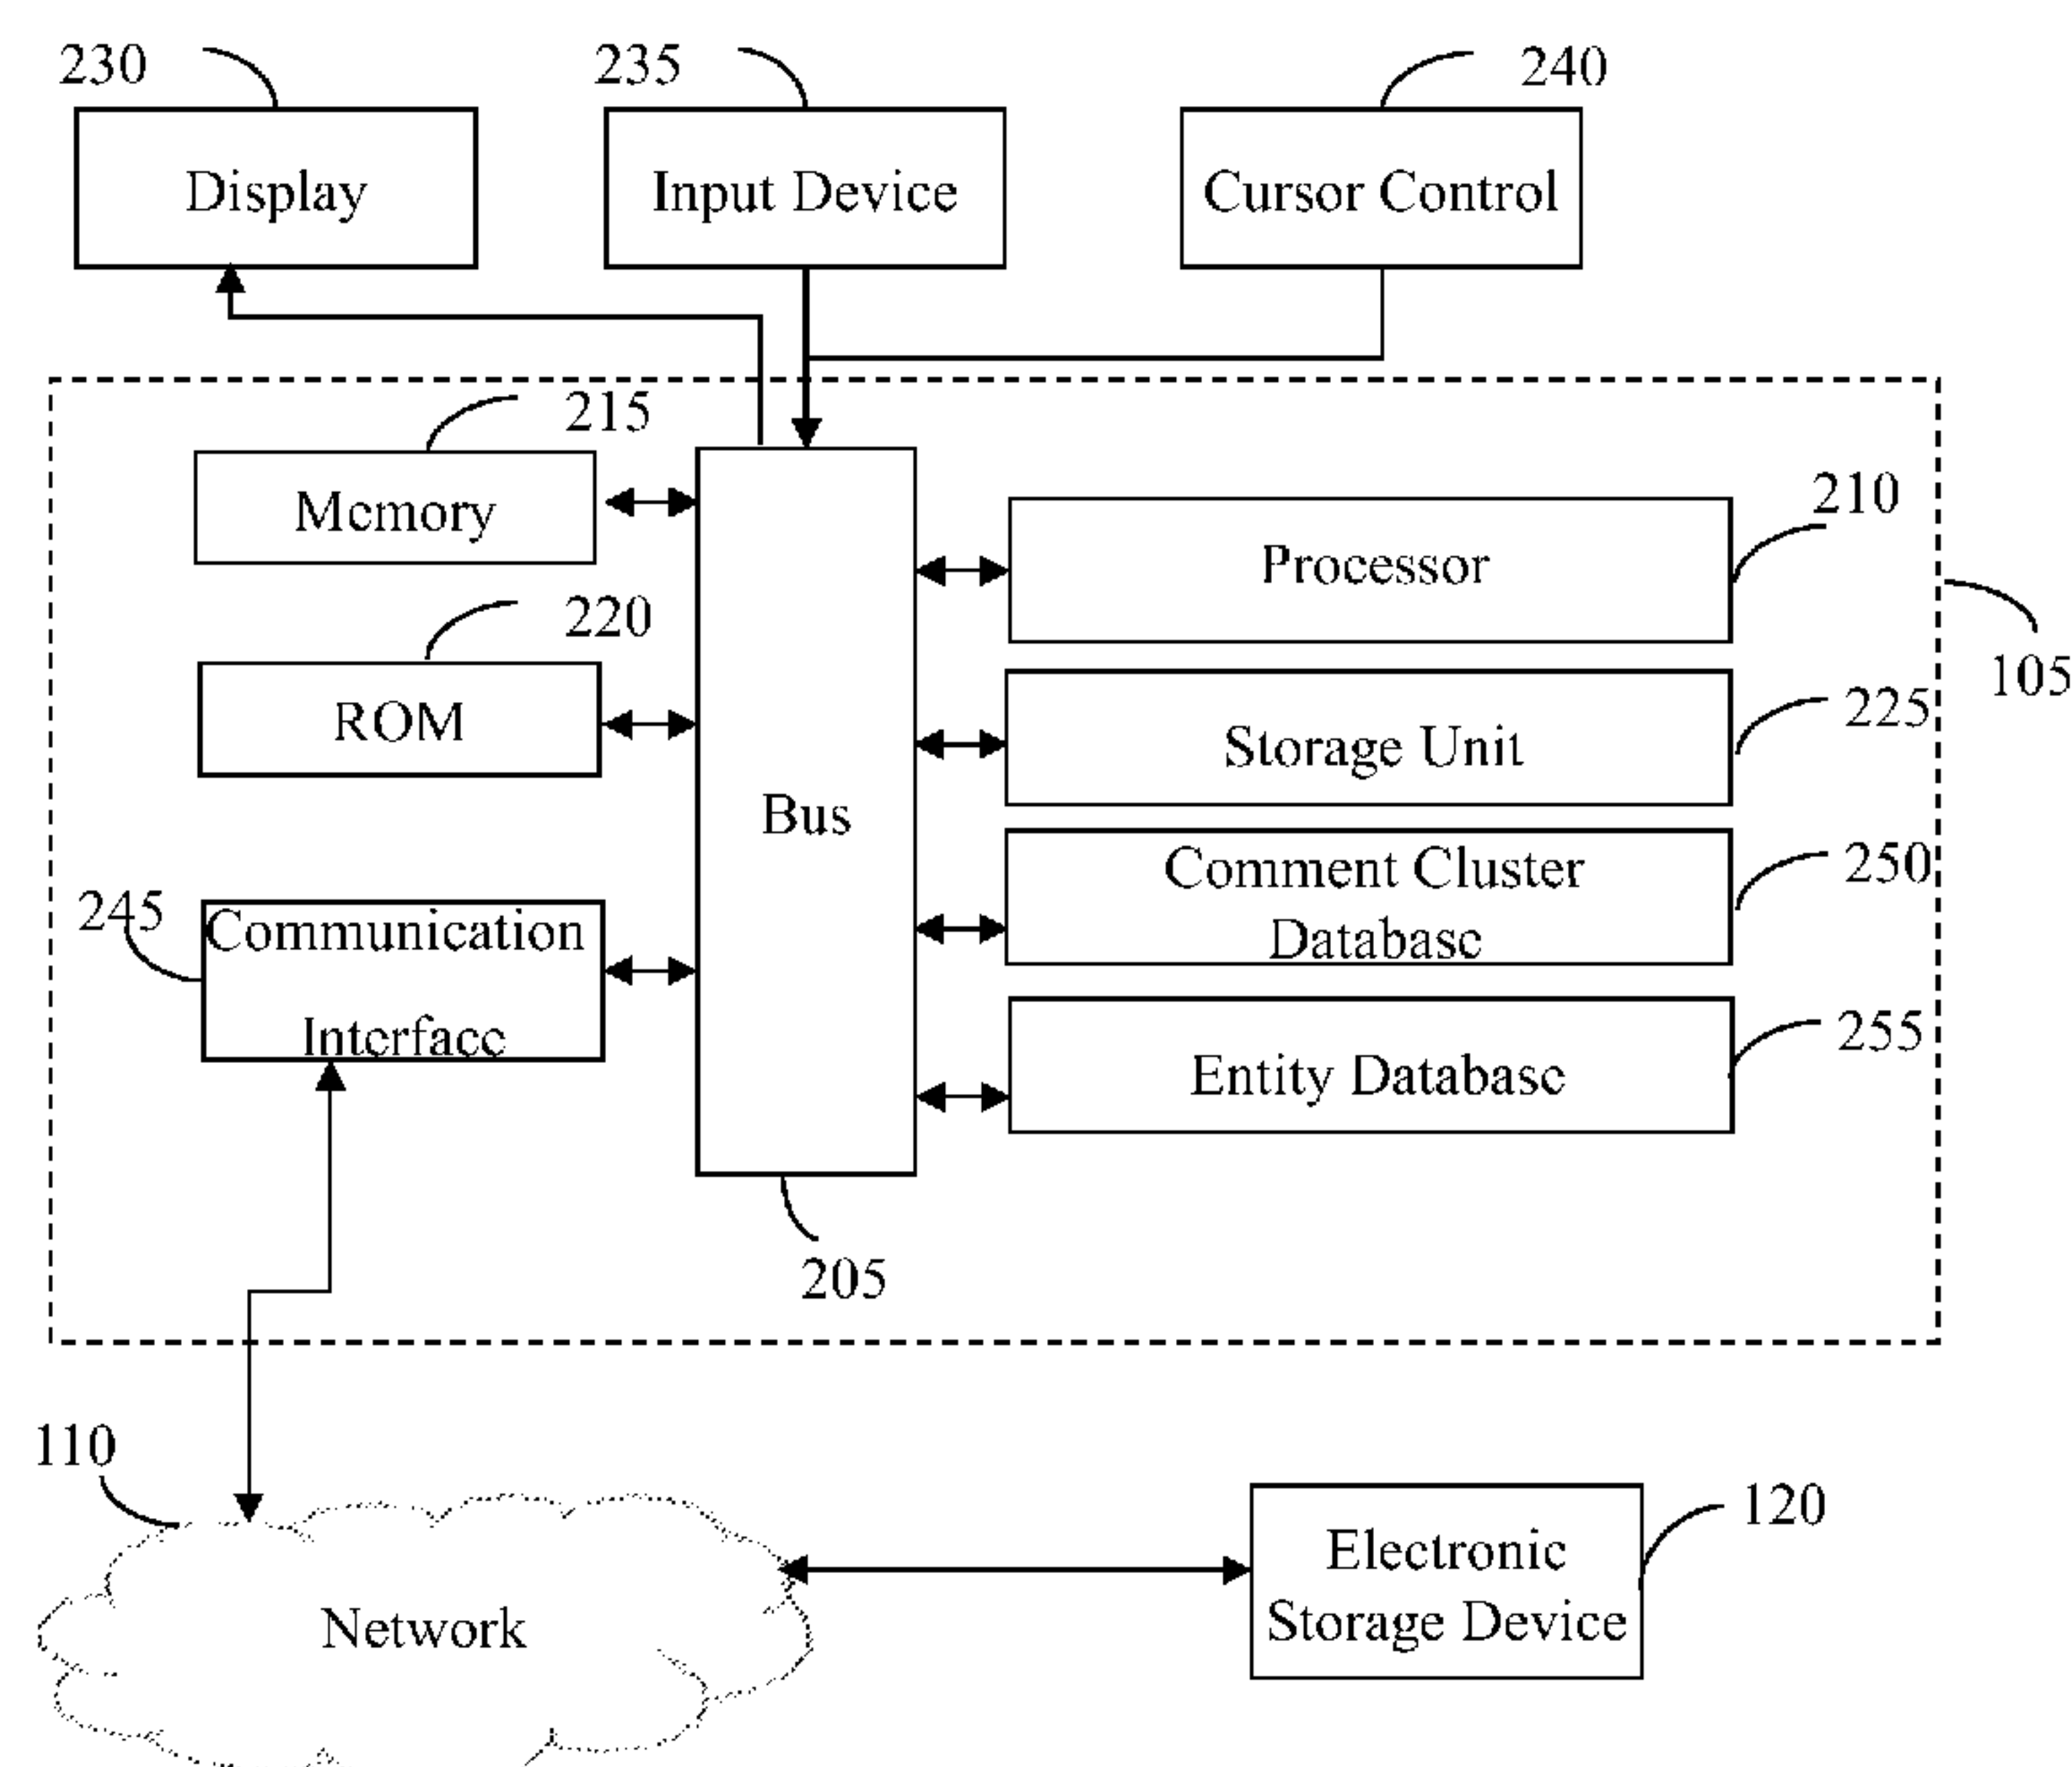 230
235
240
Display
Input Device
Cursor Control
215
Memory
210
Processor
220
ROM
105
225
Storage Unit
Bus
250
Comment Cluster
Database
245
Communication
Interface
255
Entity Database
205
110
Network
120
Electronic
Storage Device